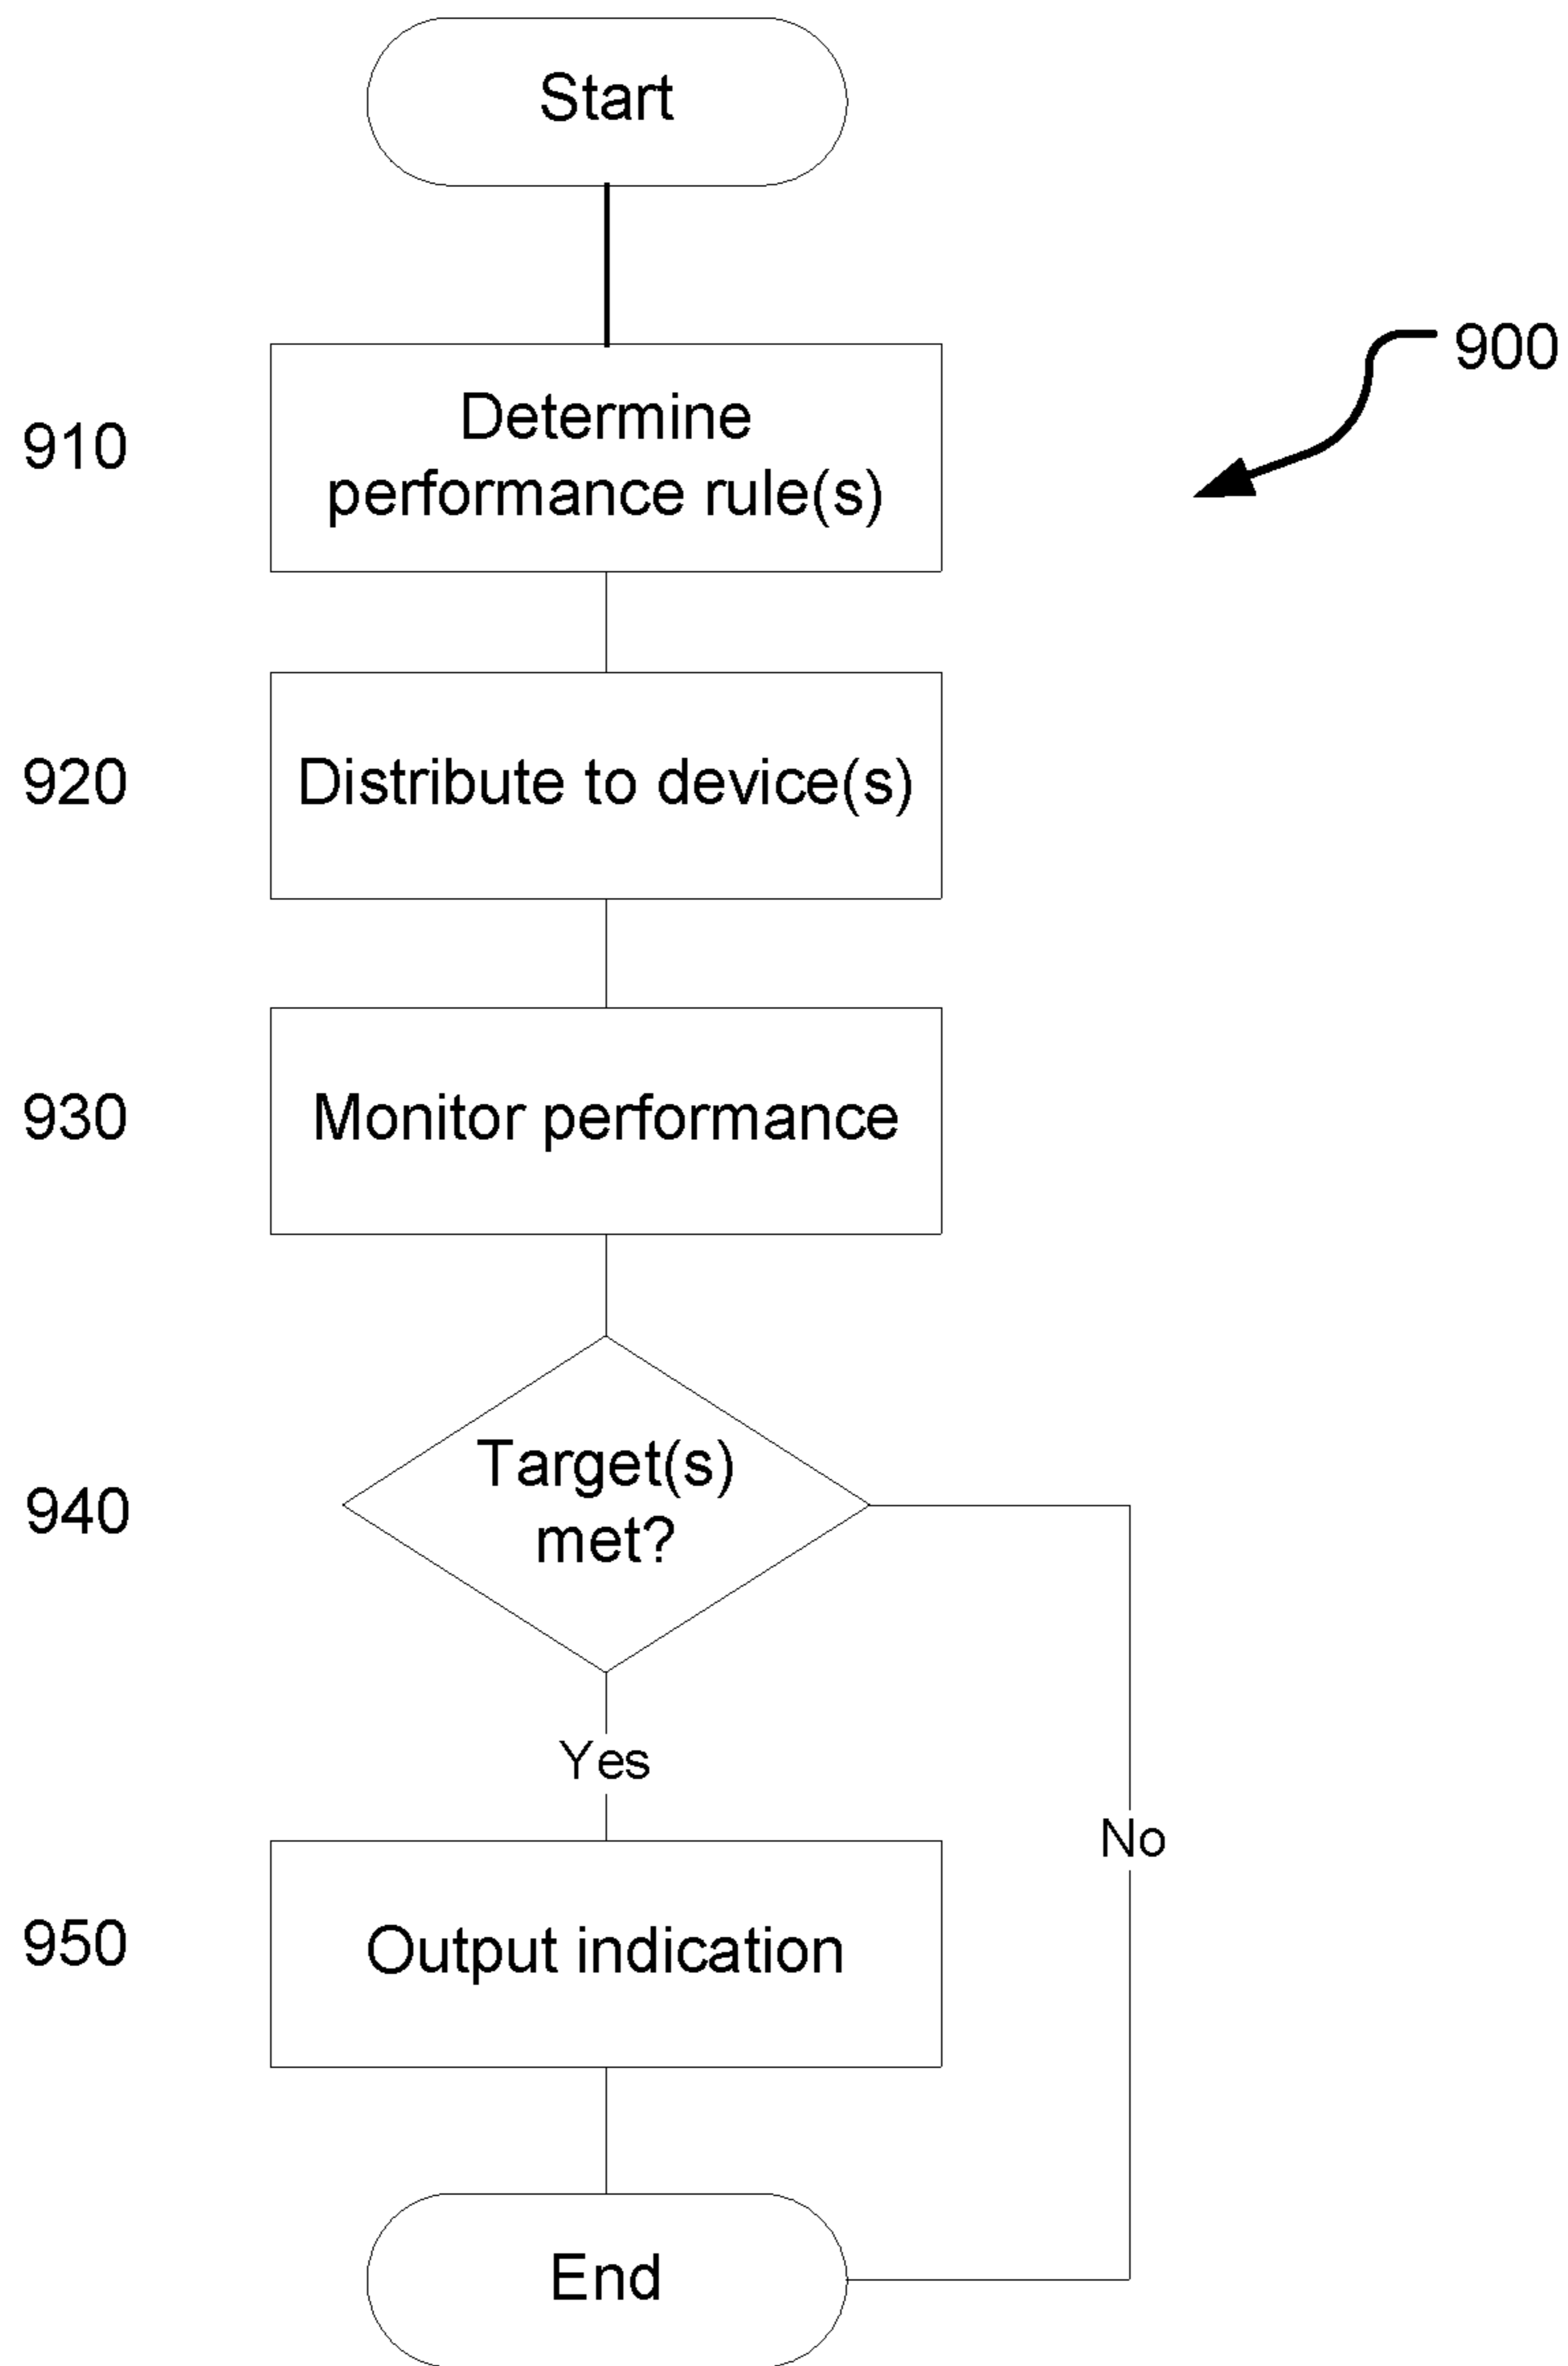 Start
900
910
Determine
performance rule(s)
920
Distribute to device(s)
930
Monitor performance
940
Target(s)
met?
Yes
No
950
Output indication
End